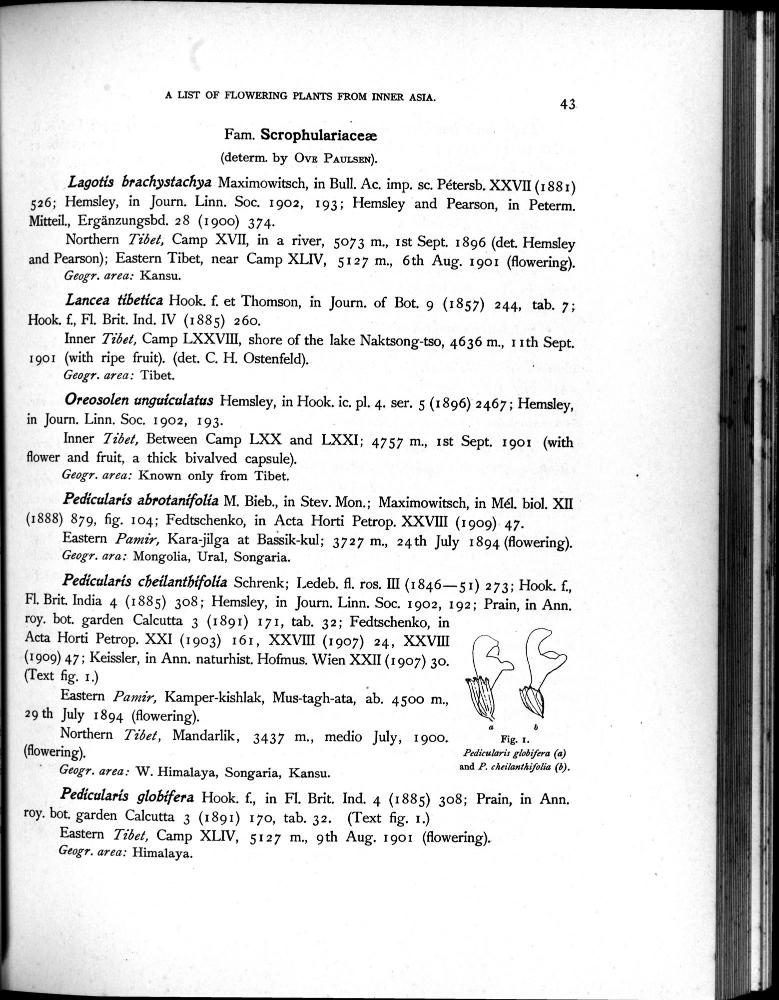 A LIST OF FLOWERING PLANTS FROM INNER ASIA.
43
Fam. Scrophulariaceæ
(determ. by OVE PAULSEN).
Lagotis brachystachya Maximowitsch, in Bull. Ac. imp. sc. Pétersb. XXVII (1881)
526; Hemsley, in Journ. Linn. Soc. 1902, 193; Hemsley and Pearson, in Peterm.
Mitteil., Ergänzungsbd. 28 (1900) 374.
Northern Tibet, Camp XVII, in a river, 5073 m., 1st Sept. 1896 (det. Hemsley
and Pearson); Eastern Tibet, near Camp XLIV, 5127 m., 6th Aug. 1901 (flowering).
Geogr. area: Kansu.
Lancea tibetica Hook. f. et Thomson, in Journ. of Bot. 9 (1857) 244, tab. 7;
Hook. f., Fl. Brit. Ind. IV (1885) 260.
Inner Tibet, Camp LXXVIII, shore of the lake Naktsong-tso, 4636 m., 11th Sept.
1901 (with ripe fruit). (det. C. H. Ostenfeld).
Geogr. area: Tibet.
Oreosolen unguiculatus Hemsley, in Hook. ic. pl. 4. ser. 5 (1896) 2467; Hemsley,
in Journ. Linn. Soc. 1902, 193.
Inner Tibet, Between Camp LXX and LXXI; 4757 m., 1st Sept. 1901 (with
flower and fruit, a thick bivalved capsule).
Geogr. area: Known only from Tibet.
Pedicularis abrotanifolia M. Bieb., in Stev. Mon.; Maximowitsch, in Mél. biol. XII
(1888) 879, fig. 104; Fedtschenko, in Acta Horti Petrop. XXVIII (1909) 47.
Eastern Pamir, Kara-jilga at Bassik-kul; 3727 m., 24th July 1894 (flowering).
Geogr. ara: Mongolia, Ural, Songaria.
Pedicularis cheilanthifolia Schrenk; Ledeb. fl. ros. III (1846—51) 273; Hook. f.,
Fl. Brit. India 4 (1885) 308; Hemsley, in Journ. Linn. Soc. 1902, 192; Prain, in Ann.
roy. bot. garden Calcutta 3 (1891) 171, tab. 32; Fedtschenko, in
Acta Horti Petrop. XXI (1903) 161, XXVIII (1907) 24, XXVIII
(1909) 47; Keissler, in Ann. naturhist. Hofmus. Wien XXII (1907) 30.
(Text fig. 1.)
Eastern Pamir, Kamper-kishlak, Mus-tagh-ata, ab. 4500 m.,
29th July 1894 (flowering).
Northern Tibet, Mandarlik, 3437 m., medio July, 1900.
(flowering).
Geogr. area: W. Himalaya, Songaria, Kansu.
a b
Fig. 1.
Pedicularis globifera (a)
and P. cheilanthifolia (b).
Pedicularis globifera Hook. f., in Fl. Brit. Ind. 4 (1885) 308; Prain, in Ann.
roy. bot. garden Calcutta 3 (1891) 170, tab. 32. (Text fig. 1.)
Eastern Tibet, Camp XLIV, 5127 m., 9th Aug. 1901 (flowering).
Geogr. area: Himalaya.